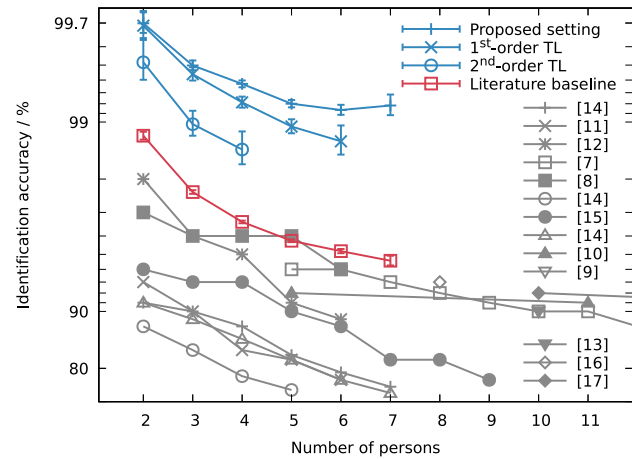 99.7
99
90
80
Identification accuracy / %
Proposed setting
1st-order TL
2nd-order TL
Literature baseline
[14]
[11]
[12]
[7]
[8]
[14]
[15]
[14]
[10]
[9]
[13]
[16]
[17]
2 3 4 5 6 7 8 9 10 11
Number of persons